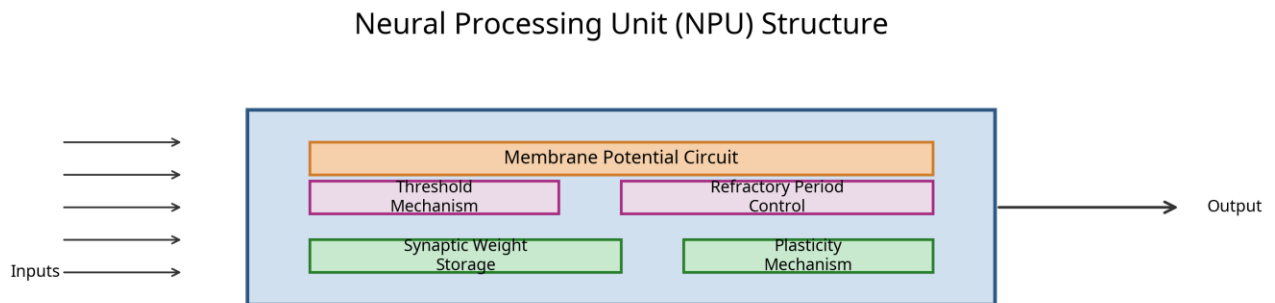 Neural Processing Unit (NPU) Structure
Membrane Potential Circuit
Threshold
Mechanism
Refractory Period
Control
Output
Synaptic Weight
Storage
Plasticity
Mechanism
Inputs